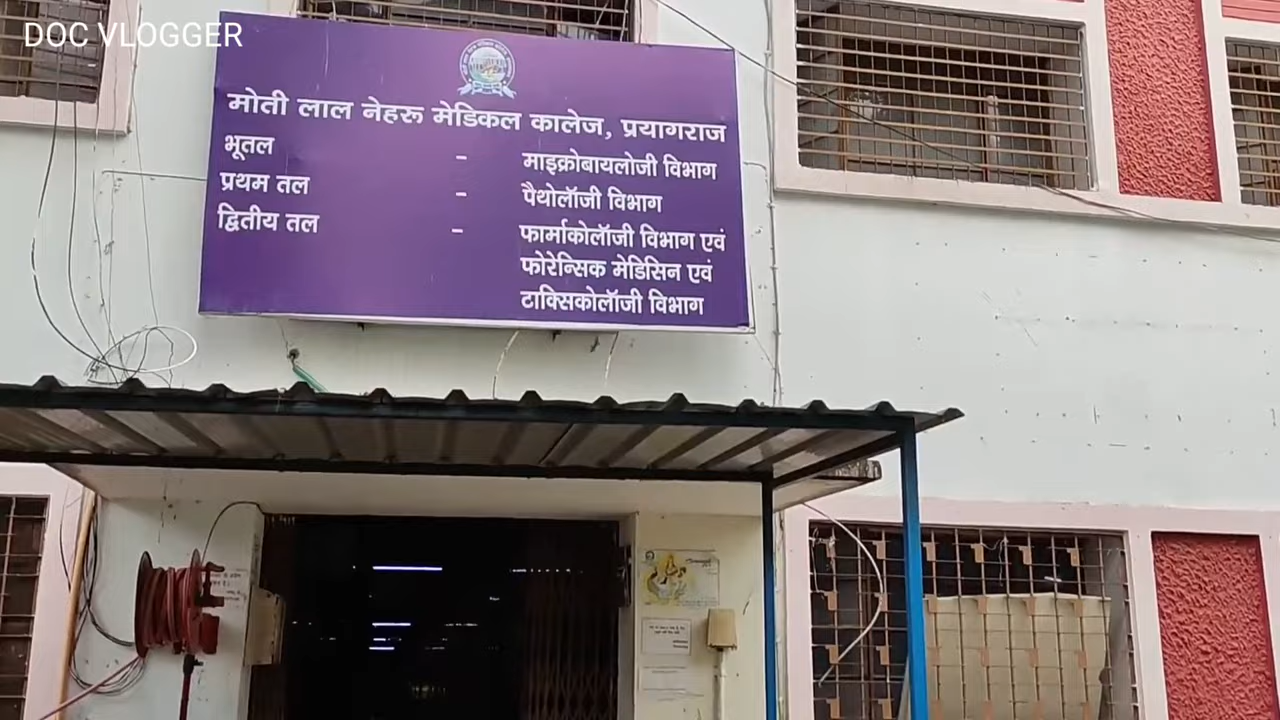 DOC VLOGGER
मोती लाल नेहरू मेडिकल कालेज, प्रयागराज
भूतल - माइक्रोबायलोजी विभाग
प्रथम तल - पैथोलॉजी विभाग
द्वितीय तल - फार्माकोलॉजी विभाग एवं
फोरेन्सिक मेडिसिन एवं
टाक्सिकोलॉजी विभाग